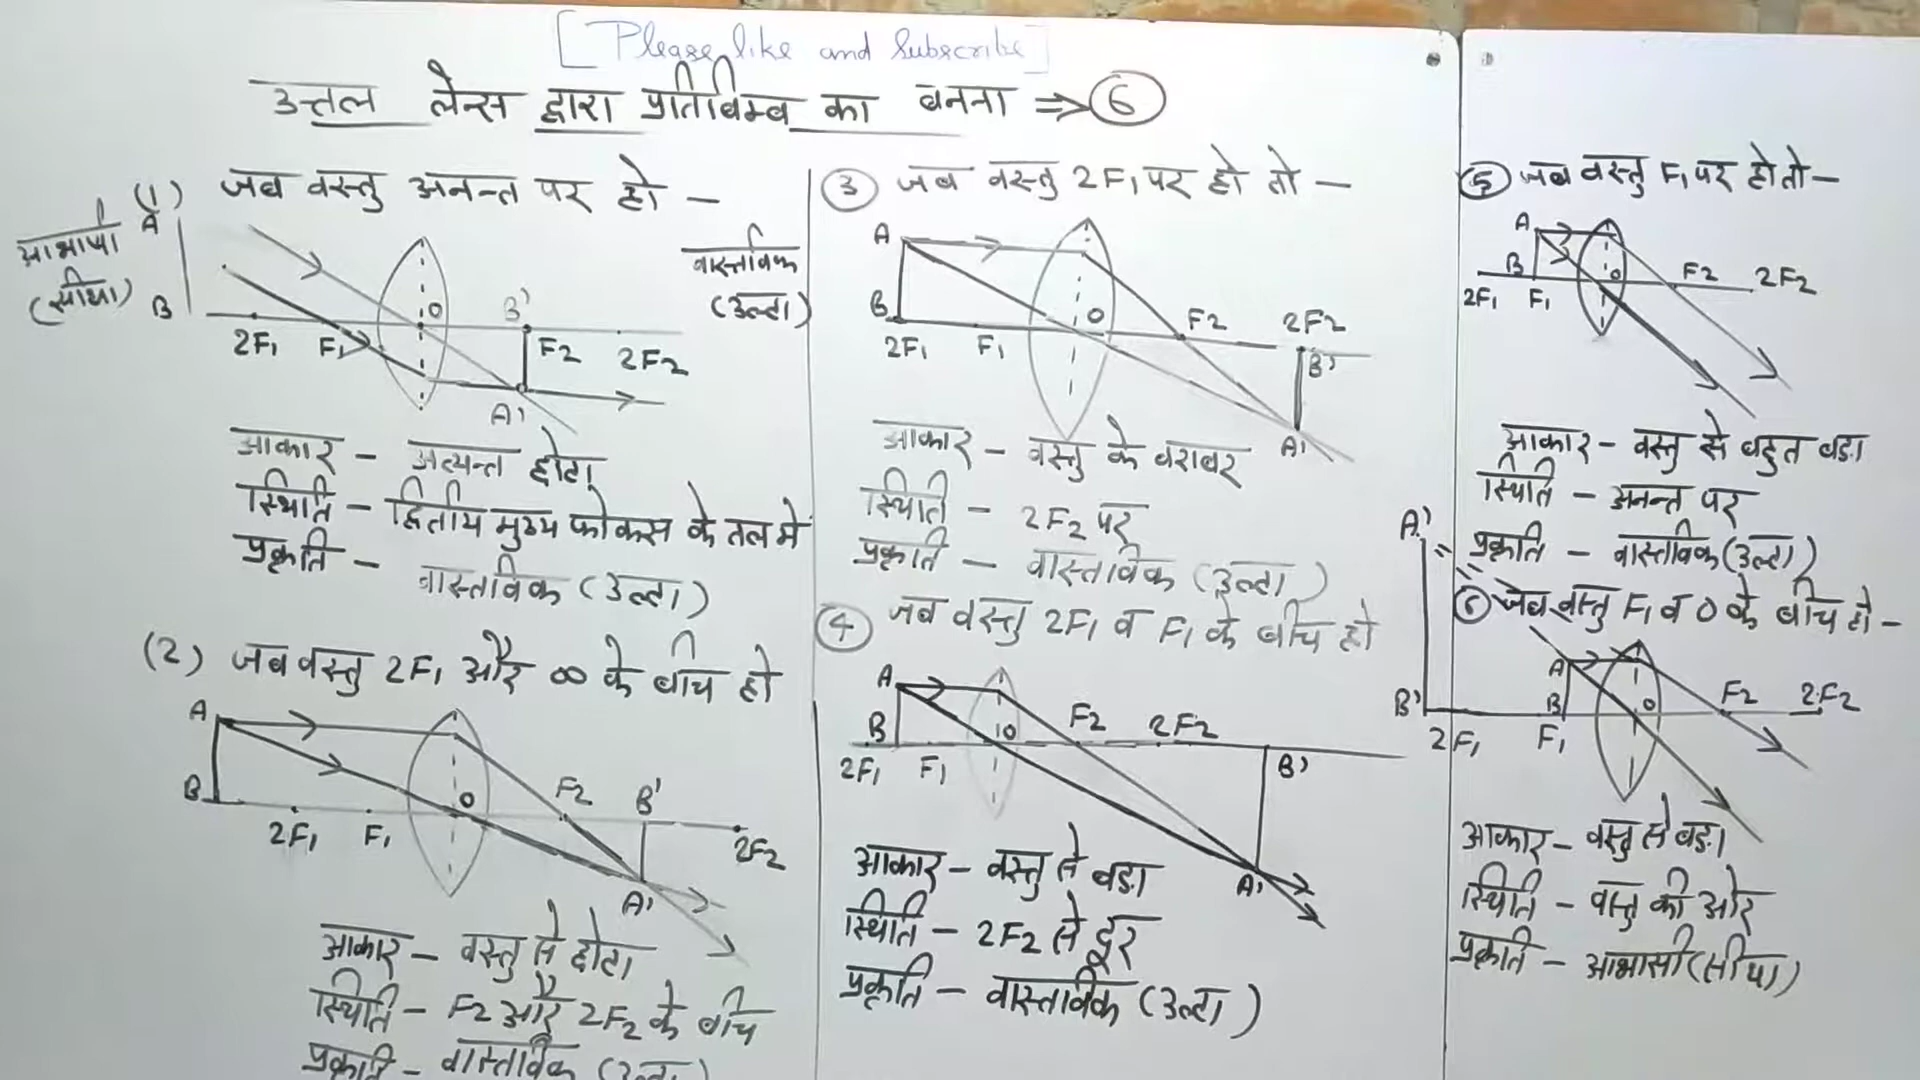 [Please like and Subscribe]
उत्तल लेन्स द्वारा प्रतिबिम्ब का बनना ⇒ 6
(1) जब वस्तु अनन्त पर हो –
आभाषी
(सीधा)
A
B
2F₁ F₁ O B' F2 2F₂
A'
वास्तविक
(उल्टा)
आकार – अत्यन्त छोटा
स्थिति – द्वितीय मुख्य फोकस के तल मे
प्रकृति – वास्तविक (उल्टा)
(2) जब वस्तु 2F₁ और ∞ के बीच हो
A
B 2F₁ F₁ O F2 B' 2F2
A'
आकार – वस्तु से छोटा
स्थिति – F2 और 2F2 के बीच
प्रकृति – वास्तविक (उल्टा)
3 जब वस्तु 2F₁ पर हो तो –
A
B O F2 2F2
2F₁ F₁ B'
A'
आकार – वस्तु के बराबर
स्थिति – 2F2 पर
प्रकृति – वास्तविक (उल्टा)
4 जब वस्तु 2F₁ व F₁ के बीच हो
A
B O F2 2F2
2F₁ F₁ B'
A'
आकार – वस्तु से बड़ा
स्थिति – 2F2 से दूर
प्रकृति – वास्तविक (उल्टा)
5 जब वस्तु F₁ पर हो तो –
A
B O F2 2F2
2F₁ F₁
आकार – वस्तु से बहुत बड़ा
स्थिति – अनन्त पर
प्रकृति – वास्तविक (उल्टा)
6 जब वस्तु F₁ व O के बीच हो –
A'
A
B' B O F2 2F2
2F₁ F₁
आकार – वस्तु से बड़ा
स्थिति – वस्तु की ओर
प्रकृति – आभासी (सीधा)